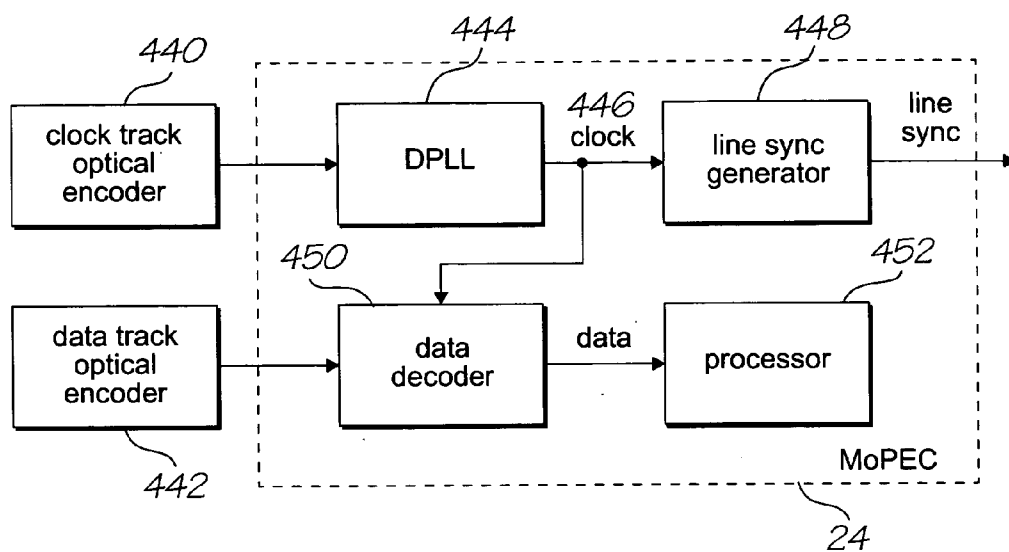 440
444
448
446
clock track
optical
encoder
DPLL
clock
line sync
generator
line
sync
450
452
data track
optical
encoder
data
decoder
data
processor
442
MoPEC
24